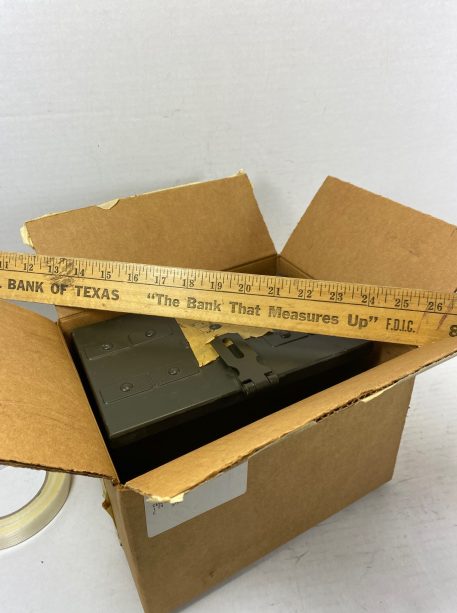 11 12 13 14 15 16 17 18 19 20 21 22 23 24 25 26
BANK OF TEXAS "The Bank That Measures Up" F.D.I.C.